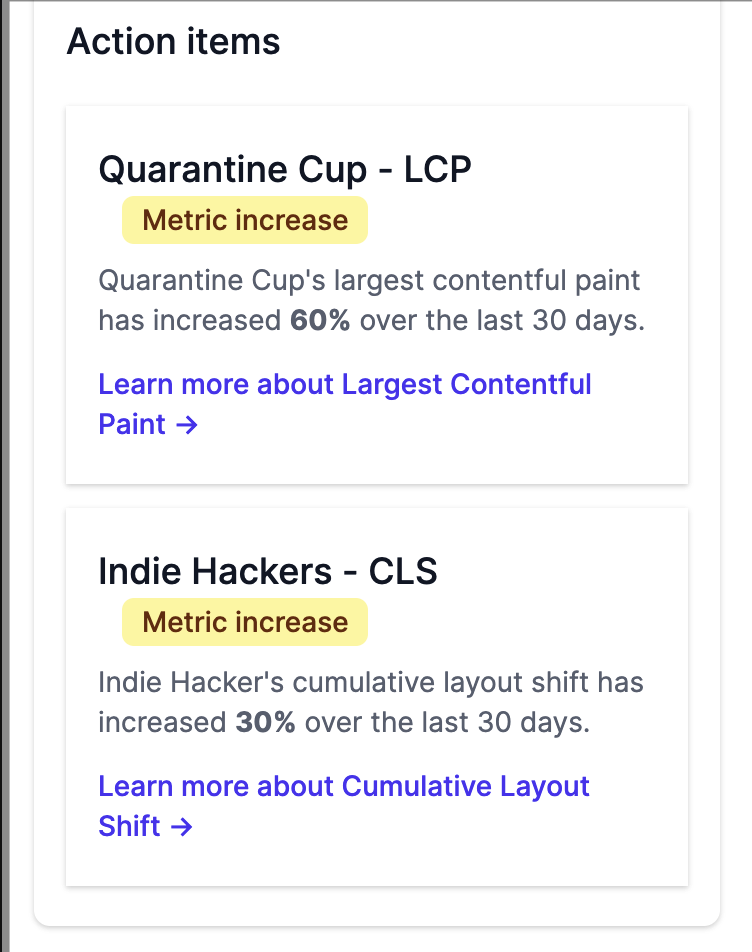 Action items
Quarantine Cup - LCP
Metric increase
Quarantine Cup's largest contentful paint
has increased 60% over the last 30 days.
Learn more about Largest Contentful
Paint →
Indie Hackers - CLS
Metric increase
Indie Hacker's cumulative layout shift has
increased 30% over the last 30 days.
Learn more about Cumulative Layout
Shift →